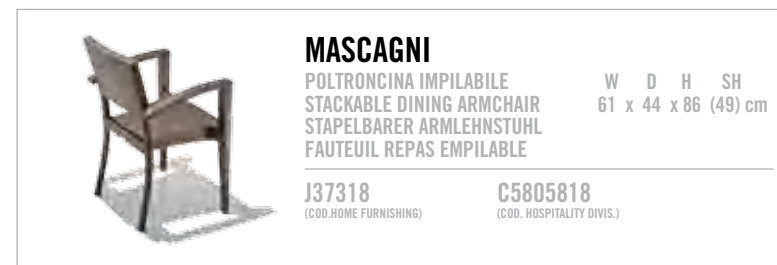 MASCAGNI
POLTRONCINA IMPILABILE
STACKABLE DINING ARMCHAIR
STAPELBARER ARMLEHNSTUHL
FAUTEUIL REPAS EMPILABLE
W D H SH
61 x 44 x 86 (49) cm
J37318
(COD.HOME FURNISHING)
C5805818
(COD. HOSPITALITY DIVIS.)